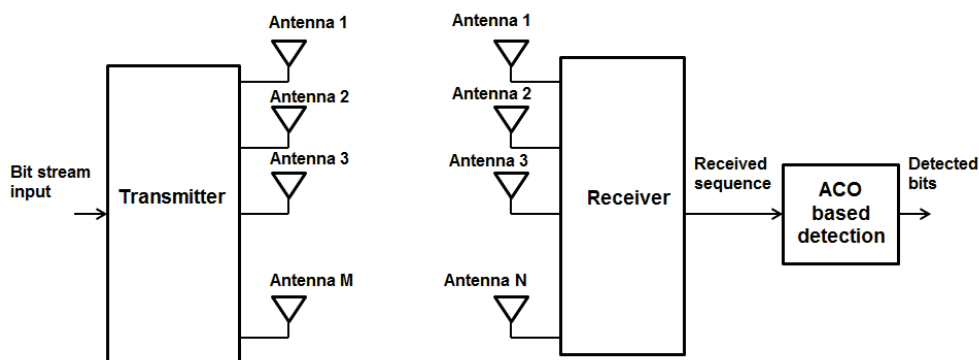 Antenna 1
Antenna 2
Antenna 3
Antenna M
Bit stream
input
Transmitter
Antenna 1
Antenna 2
Antenna 3
Antenna N
Receiver
Received
sequence
ACO
based
detection
Detected
bits